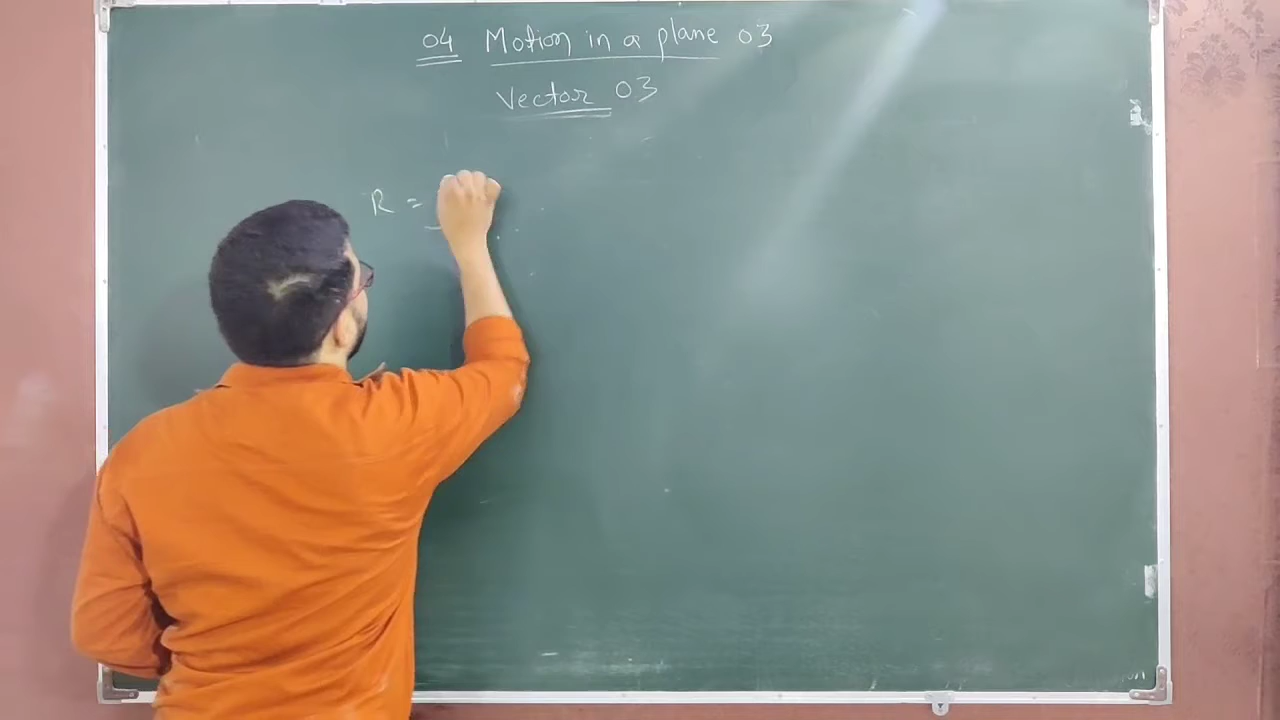 04 Motion in a plane 03
Vector 03
R =